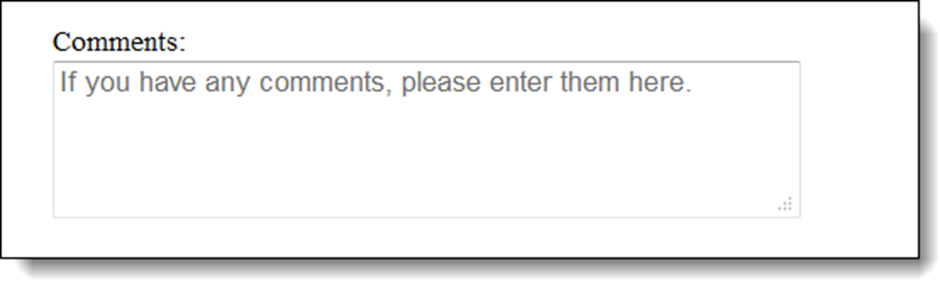 Comments:
If you have any comments, please enter them here.